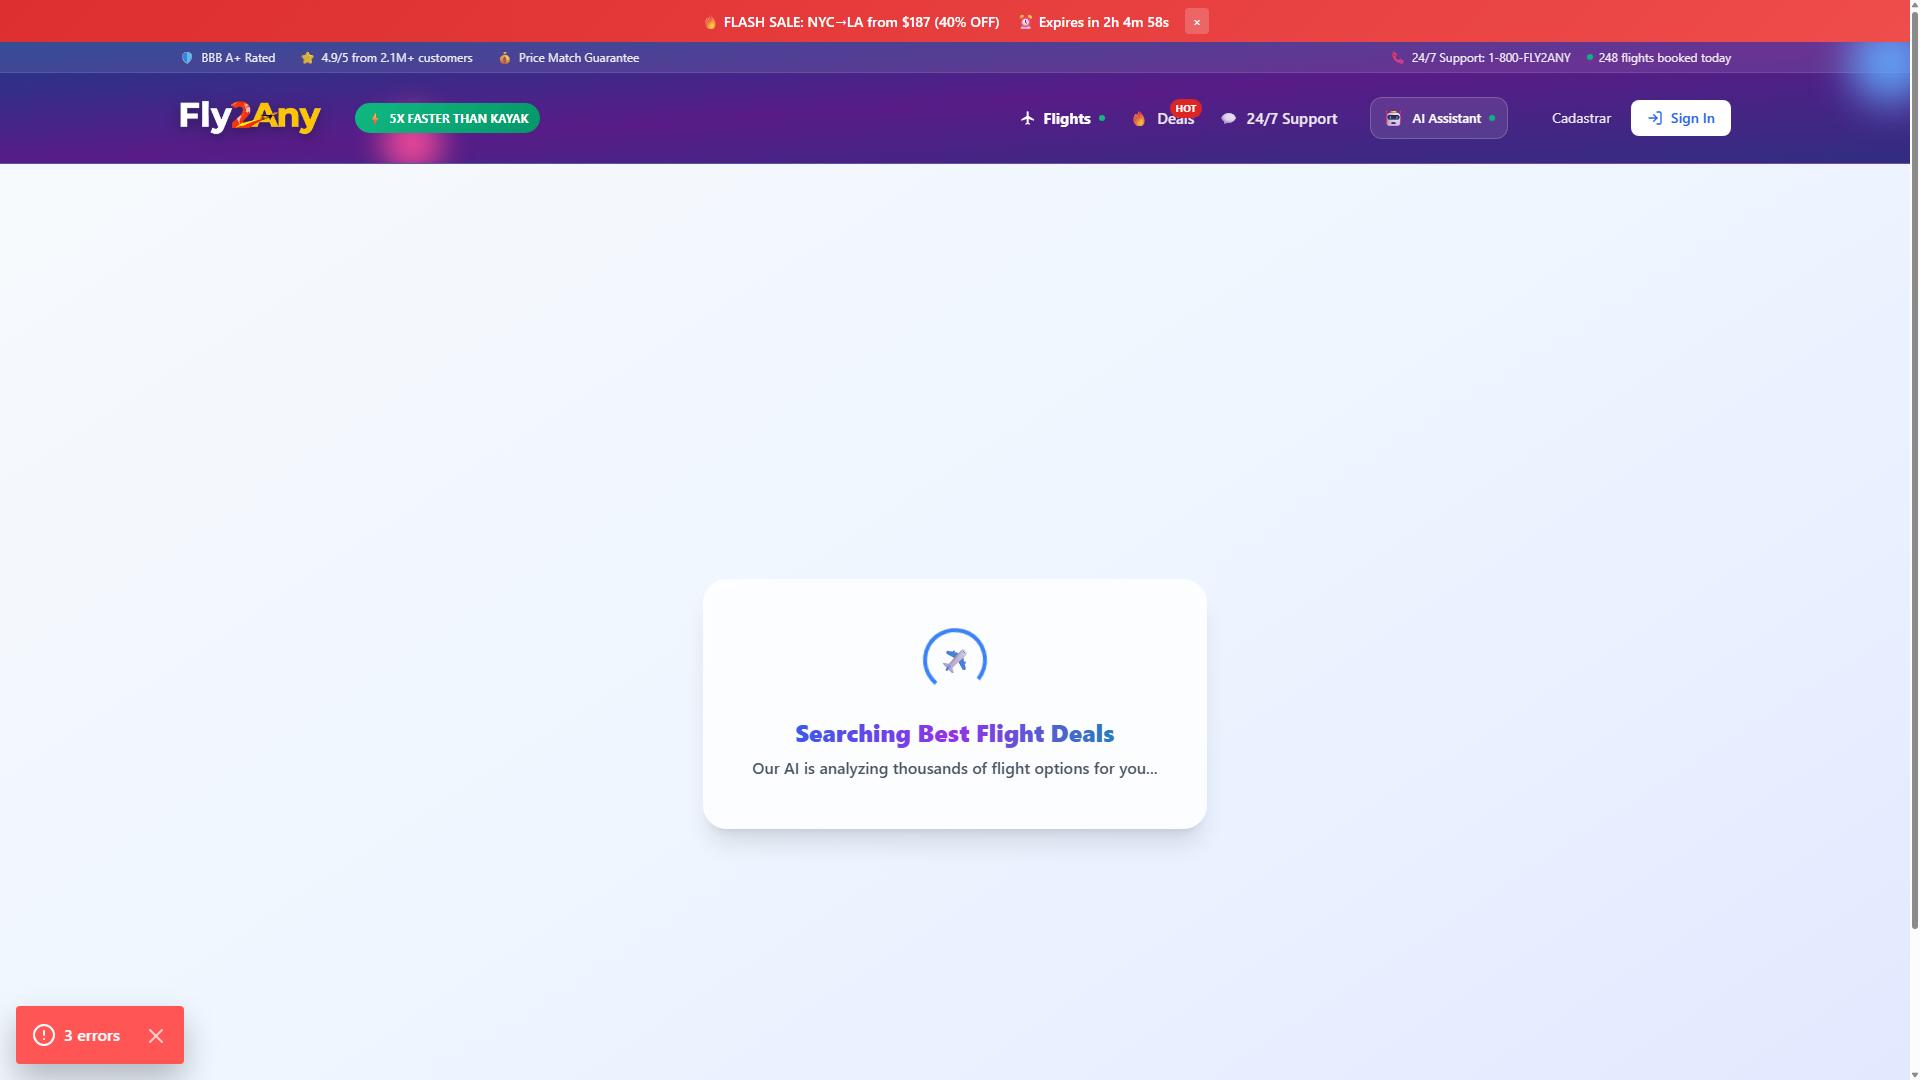 FLASH SALE: NYC→LA from $187 (40% OFF) Expires in 2h 4m 58s ×
BBB A+ Rated 4.9/5 from 2.1M+ customers Price Match Guarantee 24/7 Support: 1-800-FLY2ANY 248 flights booked today
Fly2Any 5X FASTER THAN KAYAK Flights Deals HOT 24/7 Support AI Assistant Cadastrar Sign In
Searching Best Flight Deals
Our AI is analyzing thousands of flight options for you...
3 errors